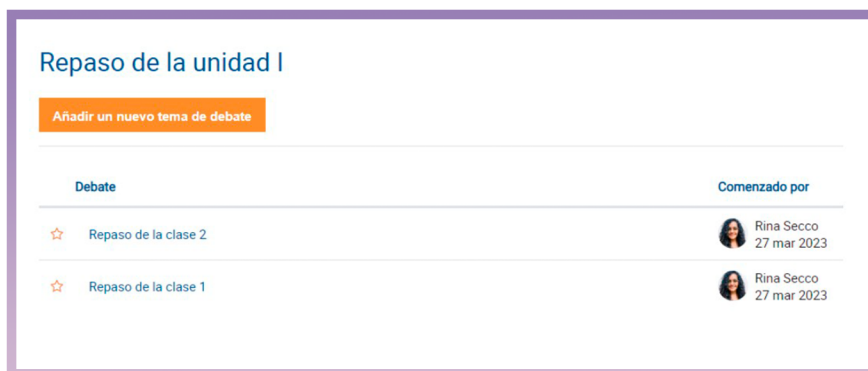 Repaso de la unidad I
Añadir un nuevo tema de debate
Debate
Comenzado por
Repaso de la clase 2
Rina Secco
27 mar 2023
Repaso de la clase 1
Rina Secco
27 mar 2023